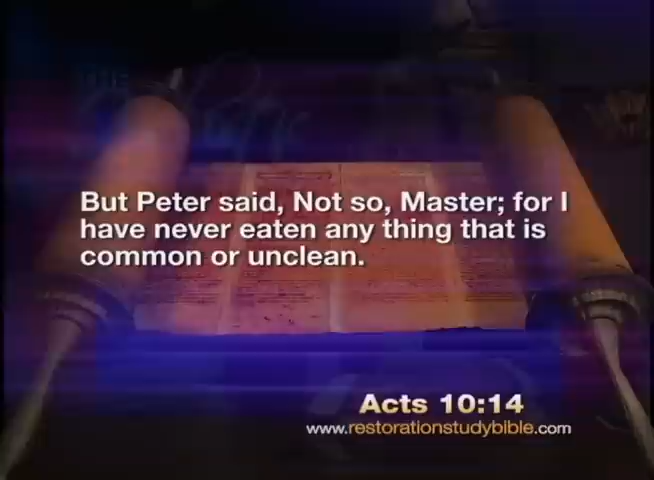 But Peter said, Not so, Master; for I
have never eaten any thing that is
common or unclean.
Acts 10:14
www.restorationstudybible.com